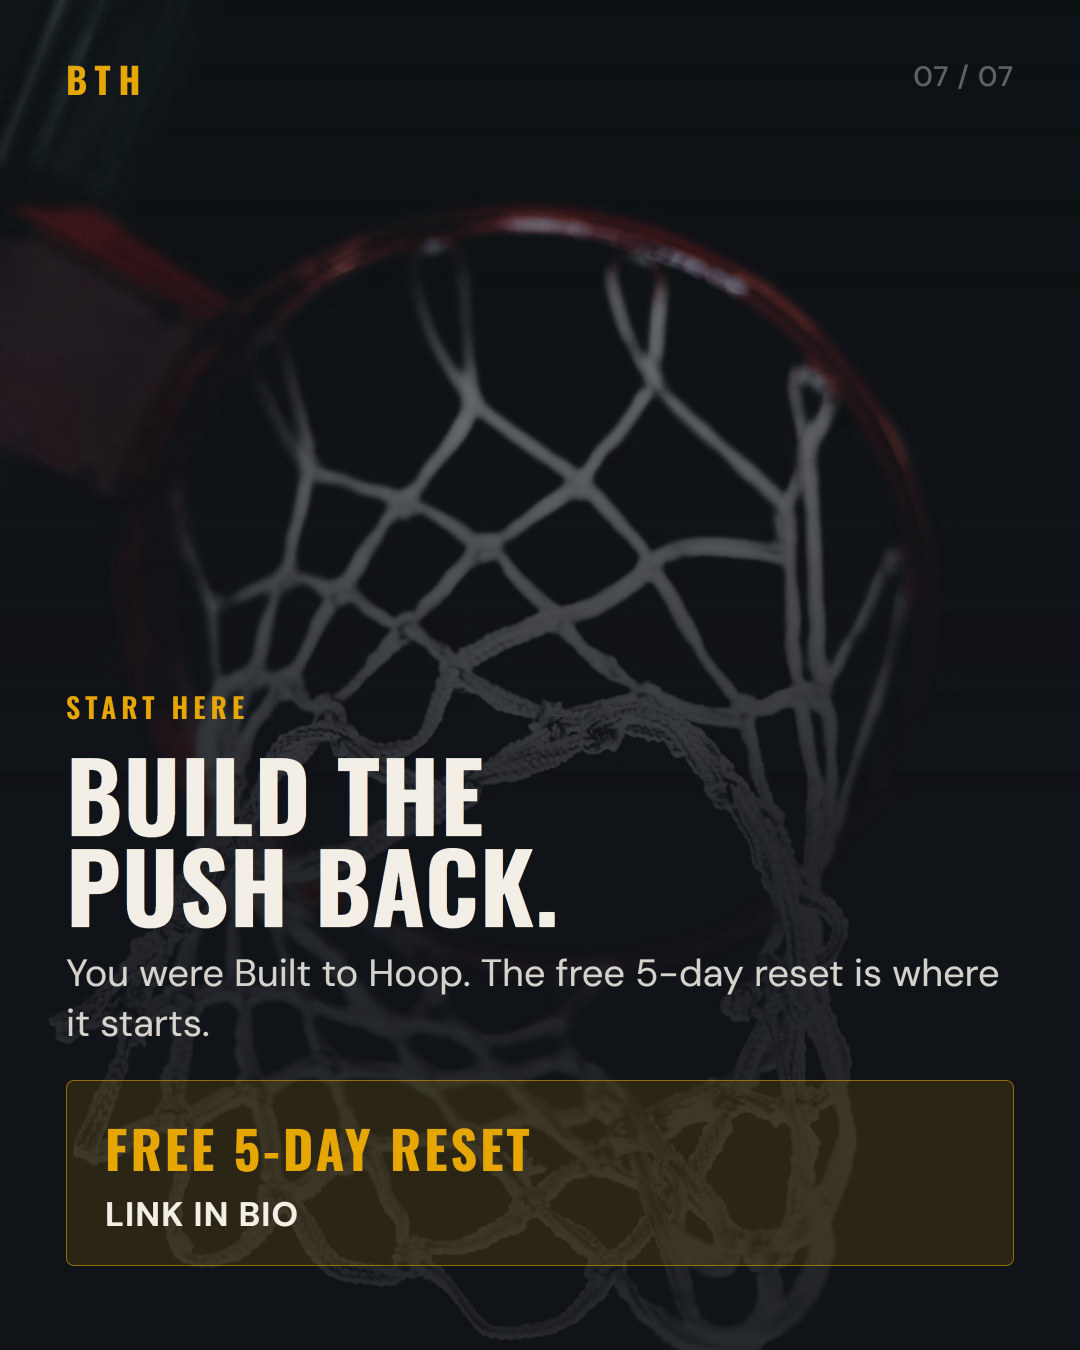 BTH
07 / 07
START HERE
BUILD THE
PUSH BACK.
You were Built to Hoop. The free 5-day reset is where
it starts.
FREE 5-DAY RESET
LINK IN BIO